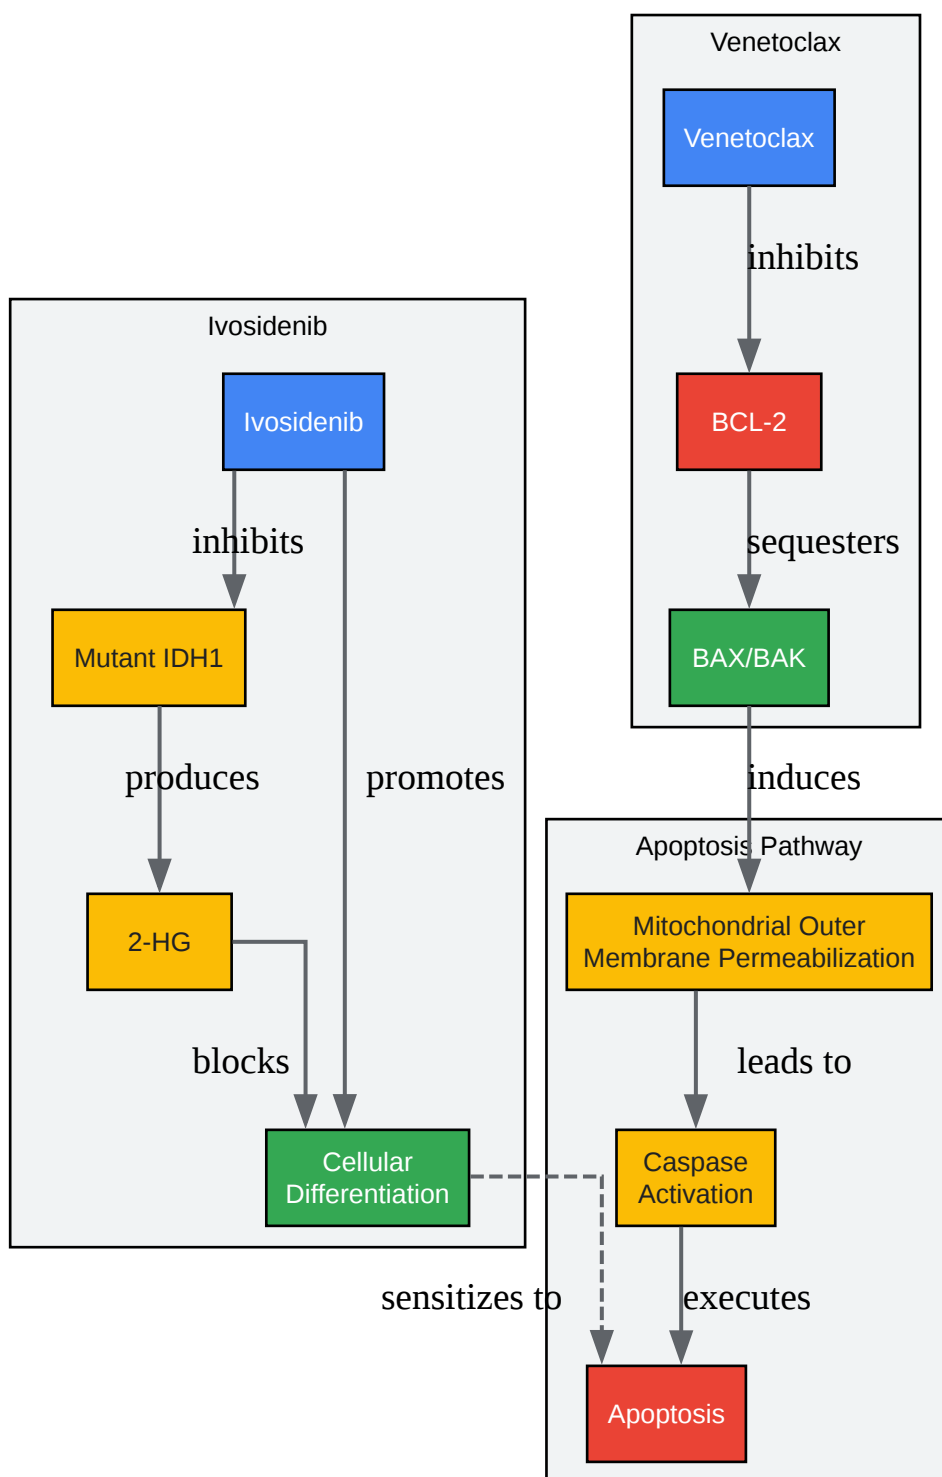 Venetoclax
Venetoclax
inhibits
Ivosidenib
Ivosidenib
BCL-2
inhibits
sequesters
Mutant IDH1
BAX/BAK
produces
promotes
induces
Apoptosis Pathway
2-HG
Mitochondrial Outer
Membrane Permeabilization
blocks
leads to
Cellular
Differentiation
Caspase
Activation
sensitizes to
executes
Apoptosis